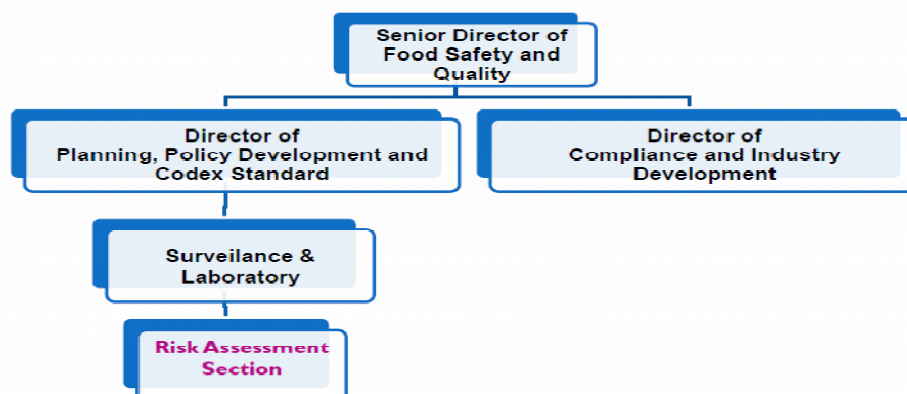 Senior Director of
Food Safety and
Quality
Director of
Planning, Policy Development and
Codex Standard
Director of
Compliance and Industry
Development
Surveilance &
Laboratory
Risk Assessment
Section